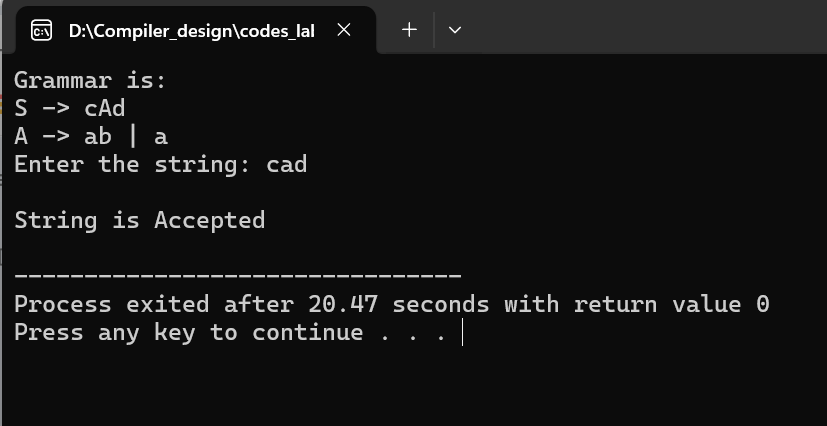 D:\Compiler_design\codes_lal
Grammar is:
S -> cAd
A -> ab | a
Enter the string: cad
String is Accepted
--------------------------------
Process exited after 20.47 seconds with return value 0
Press any key to continue . . .